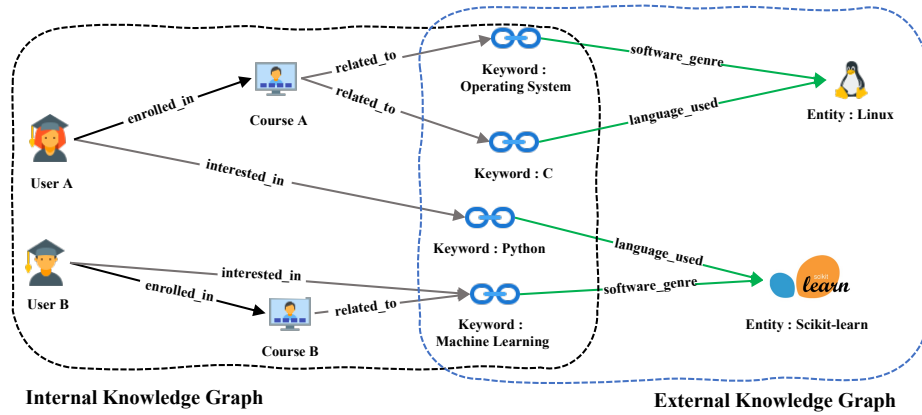 enrolled_in
related_to
related_to
Keyword :
Operating System
software_genre
Course A
Entity : Linux
language_used
User A
interested_in
Keyword : C
Keyword : Python
language_used
interested_in
enrolled_in
User B
related_to
software_genre
scikit
learn
Course B
Keyword :
Machine Learning
Entity : Scikit-learn
Internal Knowledge Graph
External Knowledge Graph